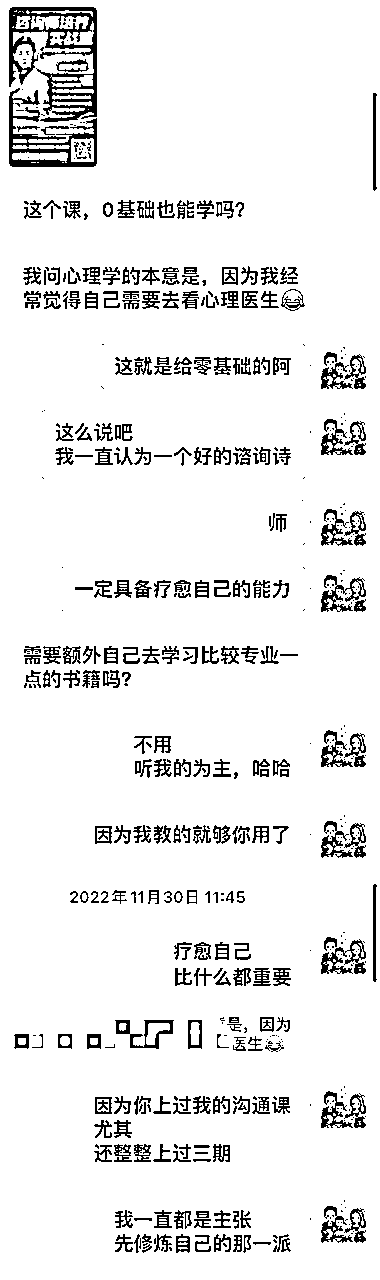 咨询师培养
实战营
这个课，0基础也能学吗？
我问心理学的本意是，因为我经
常觉得自己需要去看心理医生😂
这就是给零基础的阿
这么说吧
我一直认为一个好的谘询诗
师
一定具备疗愈自己的能力
需要额外自己去学习比较专业一
点的书籍吗？
不用
听我的为主，哈哈
因为我教的就够你用了
2022年11月30日 11:45
疗愈自己
比什么都重要
是，因为
医生😂
因为你上过我的沟通课
尤其
还整整上过三期
我一直都是主张
先修炼自己的那一派